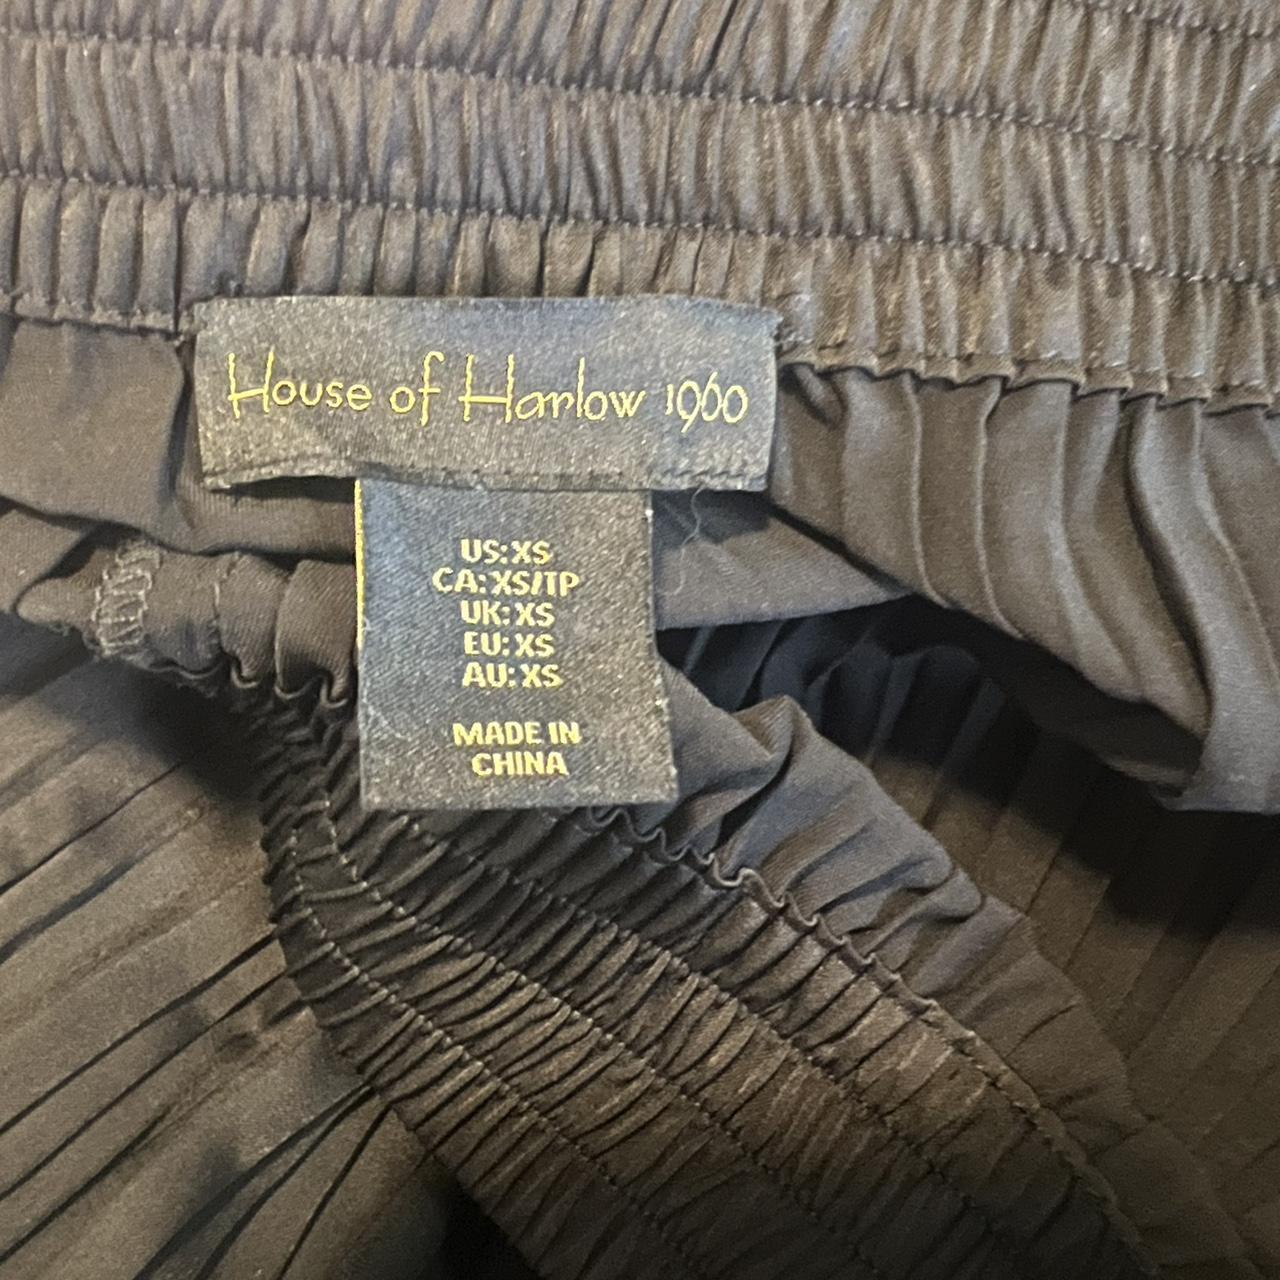 House of Harlow 1960
US: XS
CA: XS/TP
UK: XS
EU: XS
AU: XS
MADE IN
CHINA